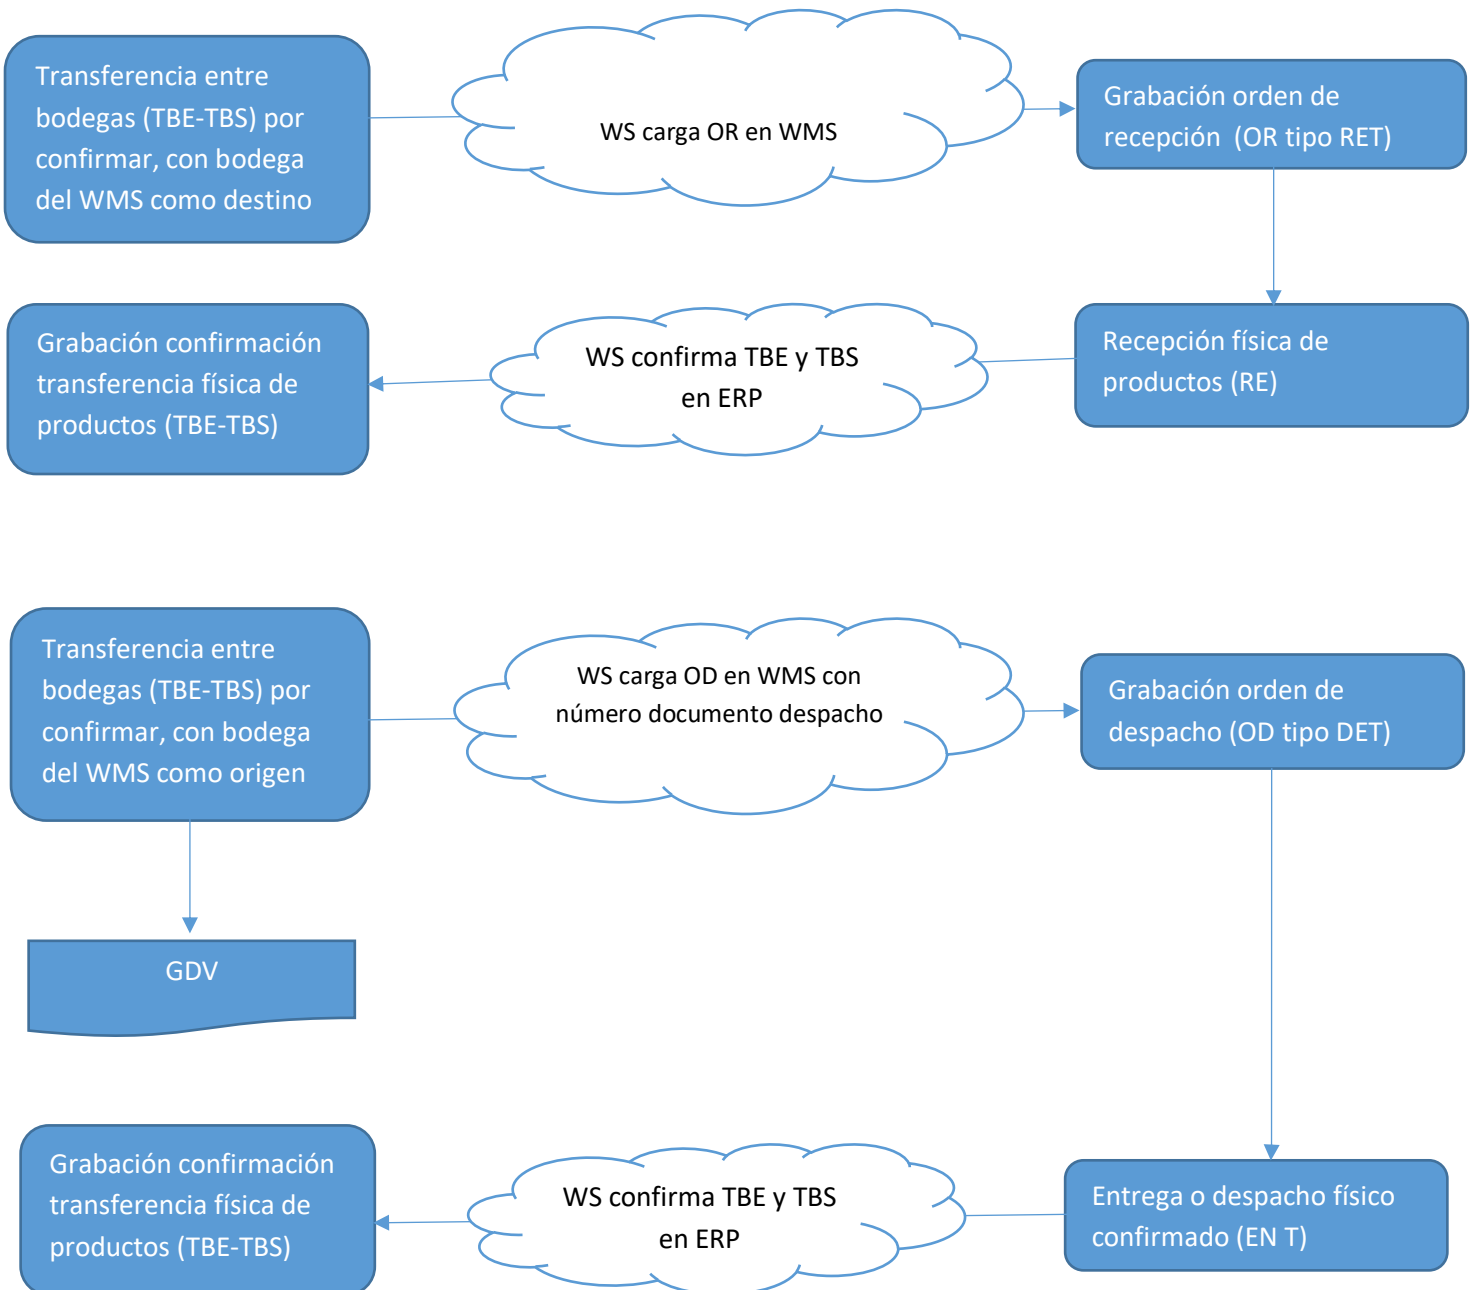 Transferencia entre
bodegas (TBE-TBS) por
confirmar, con bodega
del WMS como destino
WS carga OR en WMS
Grabación orden de
recepción (OR tipo RET)
Grabación confirmación
transferencia física de
productos (TBE-TBS)
WS confirma TBE y TBS
en ERP
Recepción física de
productos (RE)
Transferencia entre
bodegas (TBE-TBS) por
confirmar, con bodega
del WMS como origen
WS carga OD en WMS con
número documento despacho
Grabación orden de
despacho (OD tipo DET)
GDV
Grabación confirmación
transferencia física de
productos (TBE-TBS)
WS confirma TBE y TBS
en ERP
Entrega o despacho físico
confirmado (EN T)